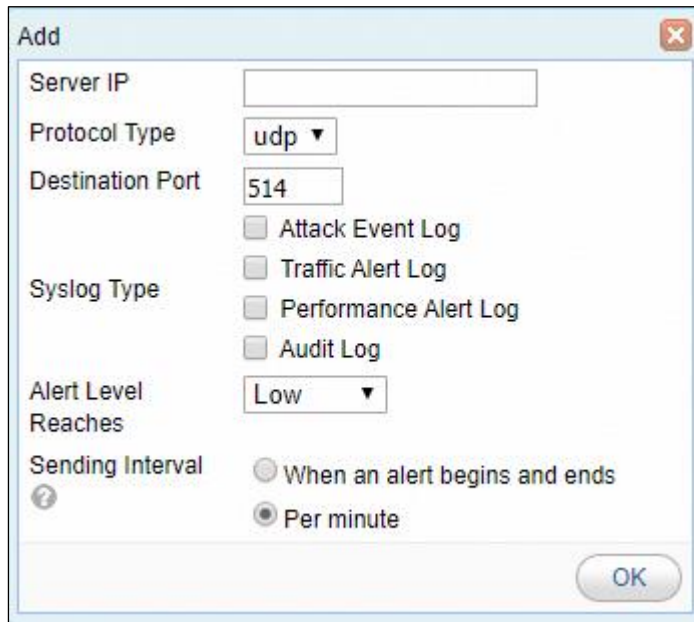 Add
Server IP
Protocol Type
udp
Destination Port
514
Syslog Type
Attack Event Log
Traffic Alert Log
Performance Alert Log
Audit Log
Alert Level
Reaches
Low
Sending Interval
?
When an alert begins and ends
Per minute
OK